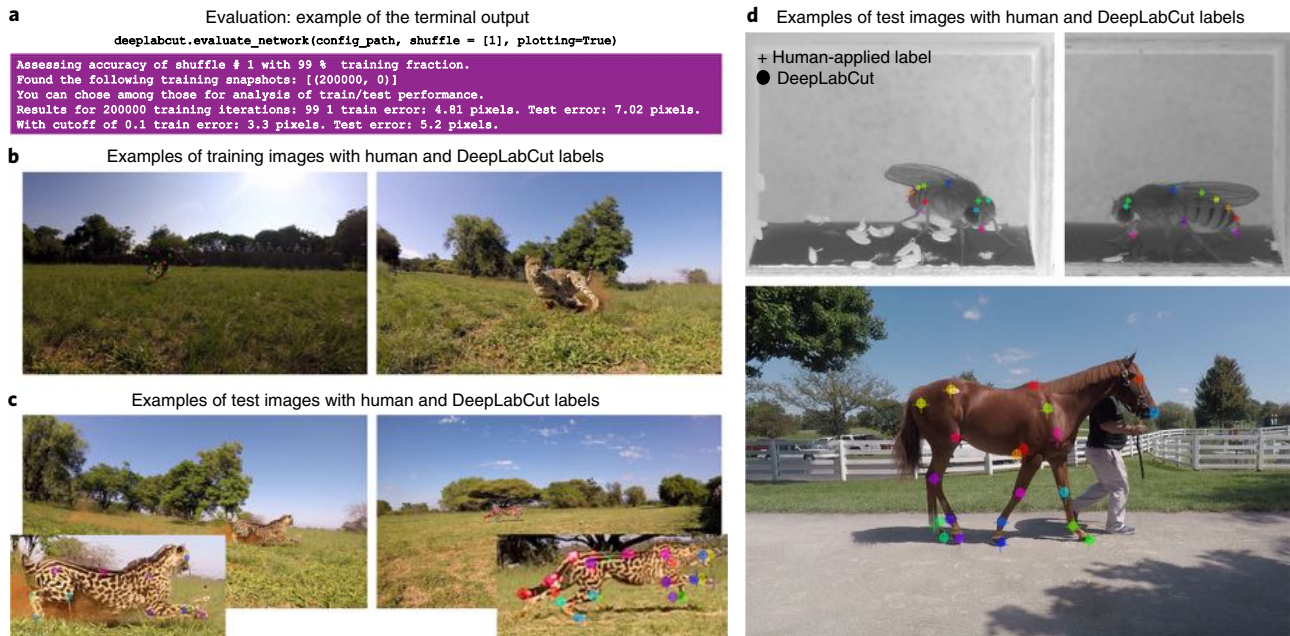 a
Evaluation: example of the terminal output
deeplabcut.evaluate_network(config_path, shuffle = [1], plotting=True)
Assessing accuracy of shuffle # 1 with 99 % training fraction.
Found the following training snapshots: [(200000, 0)]
You can chose among those for analysis of train/test performance.
Results for 200000 training iterations: 99 1 train error: 4.81 pixels. Test error: 7.02 pixels.
With cutoff of 0.1 train error: 3.3 pixels. Test error: 5.2 pixels.
b
Examples of training images with human and DeepLabCut labels
c
Examples of test images with human and DeepLabCut labels
d
Examples of test images with human and DeepLabCut labels
+ Human-applied label
● DeepLabCut